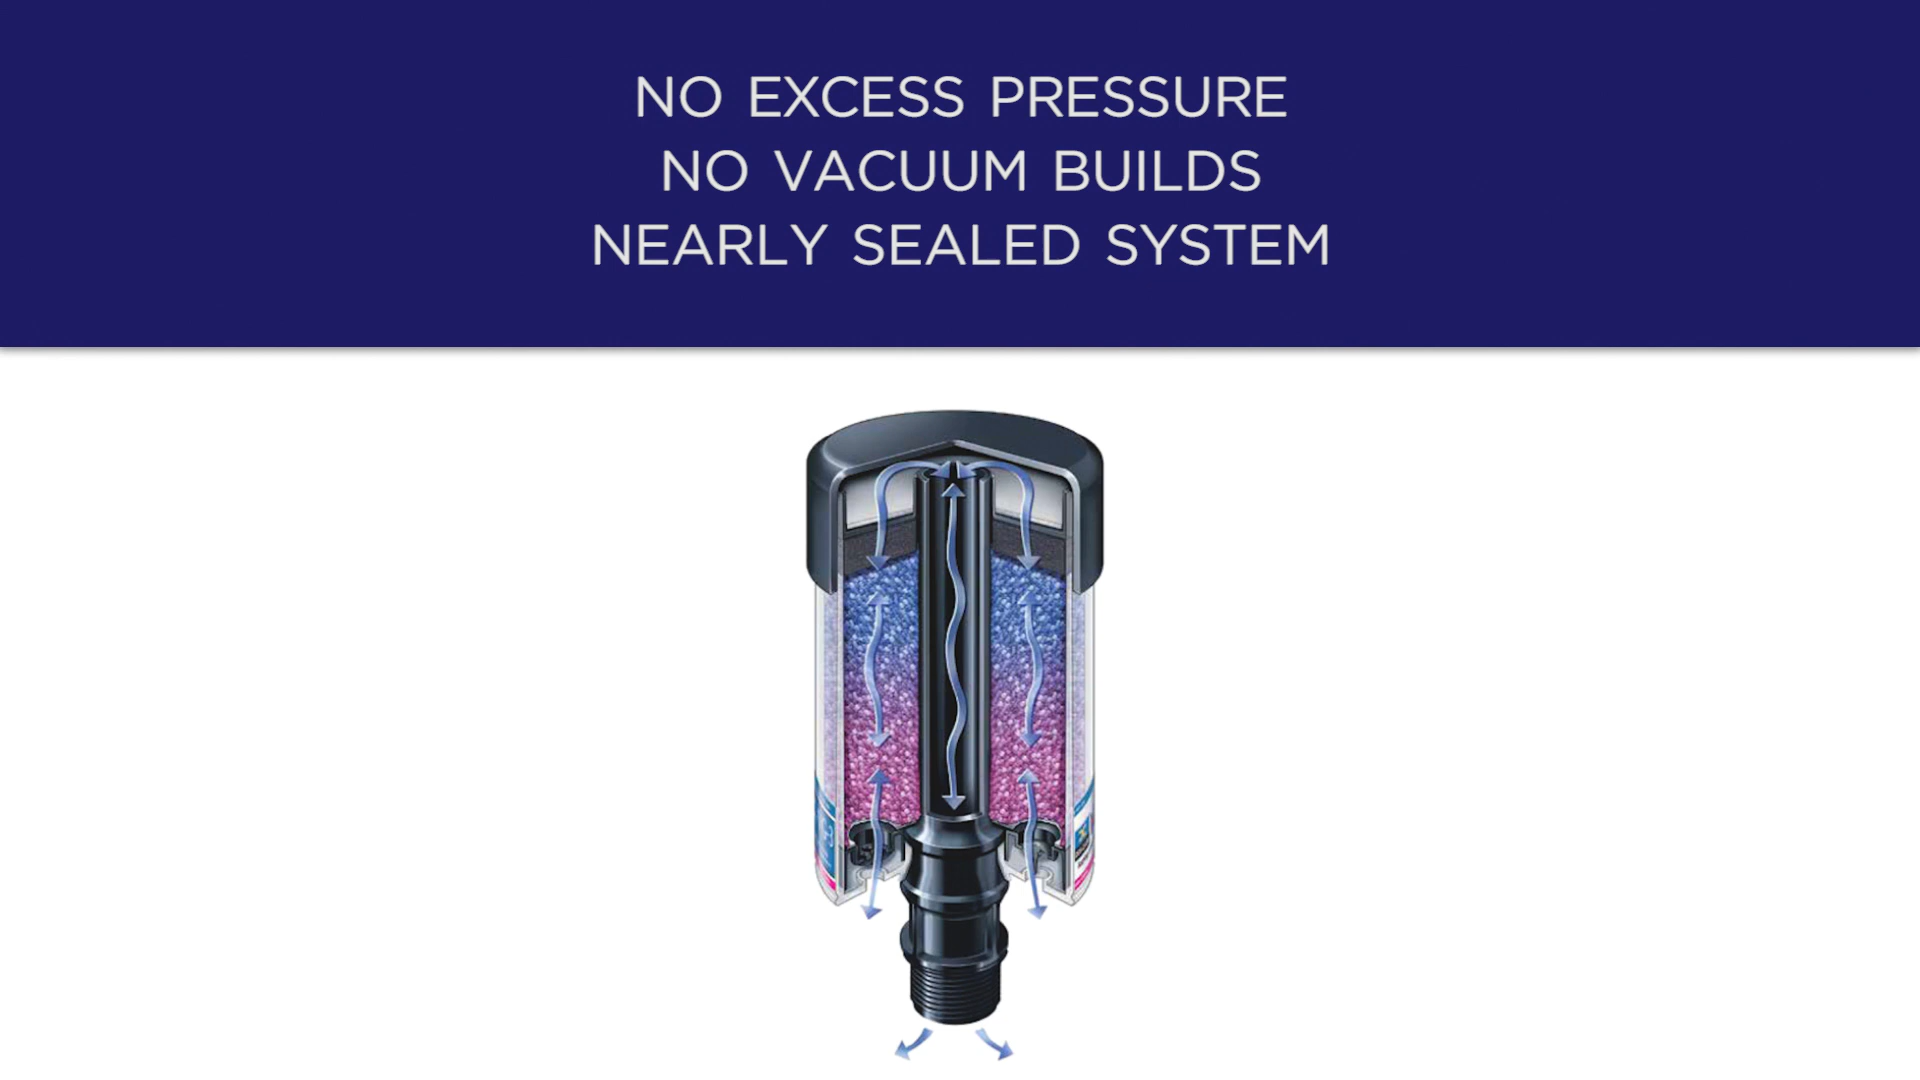 NO EXCESS PRESSURE
NO VACUUM BUILDS
NEARLY SEALED SYSTEM